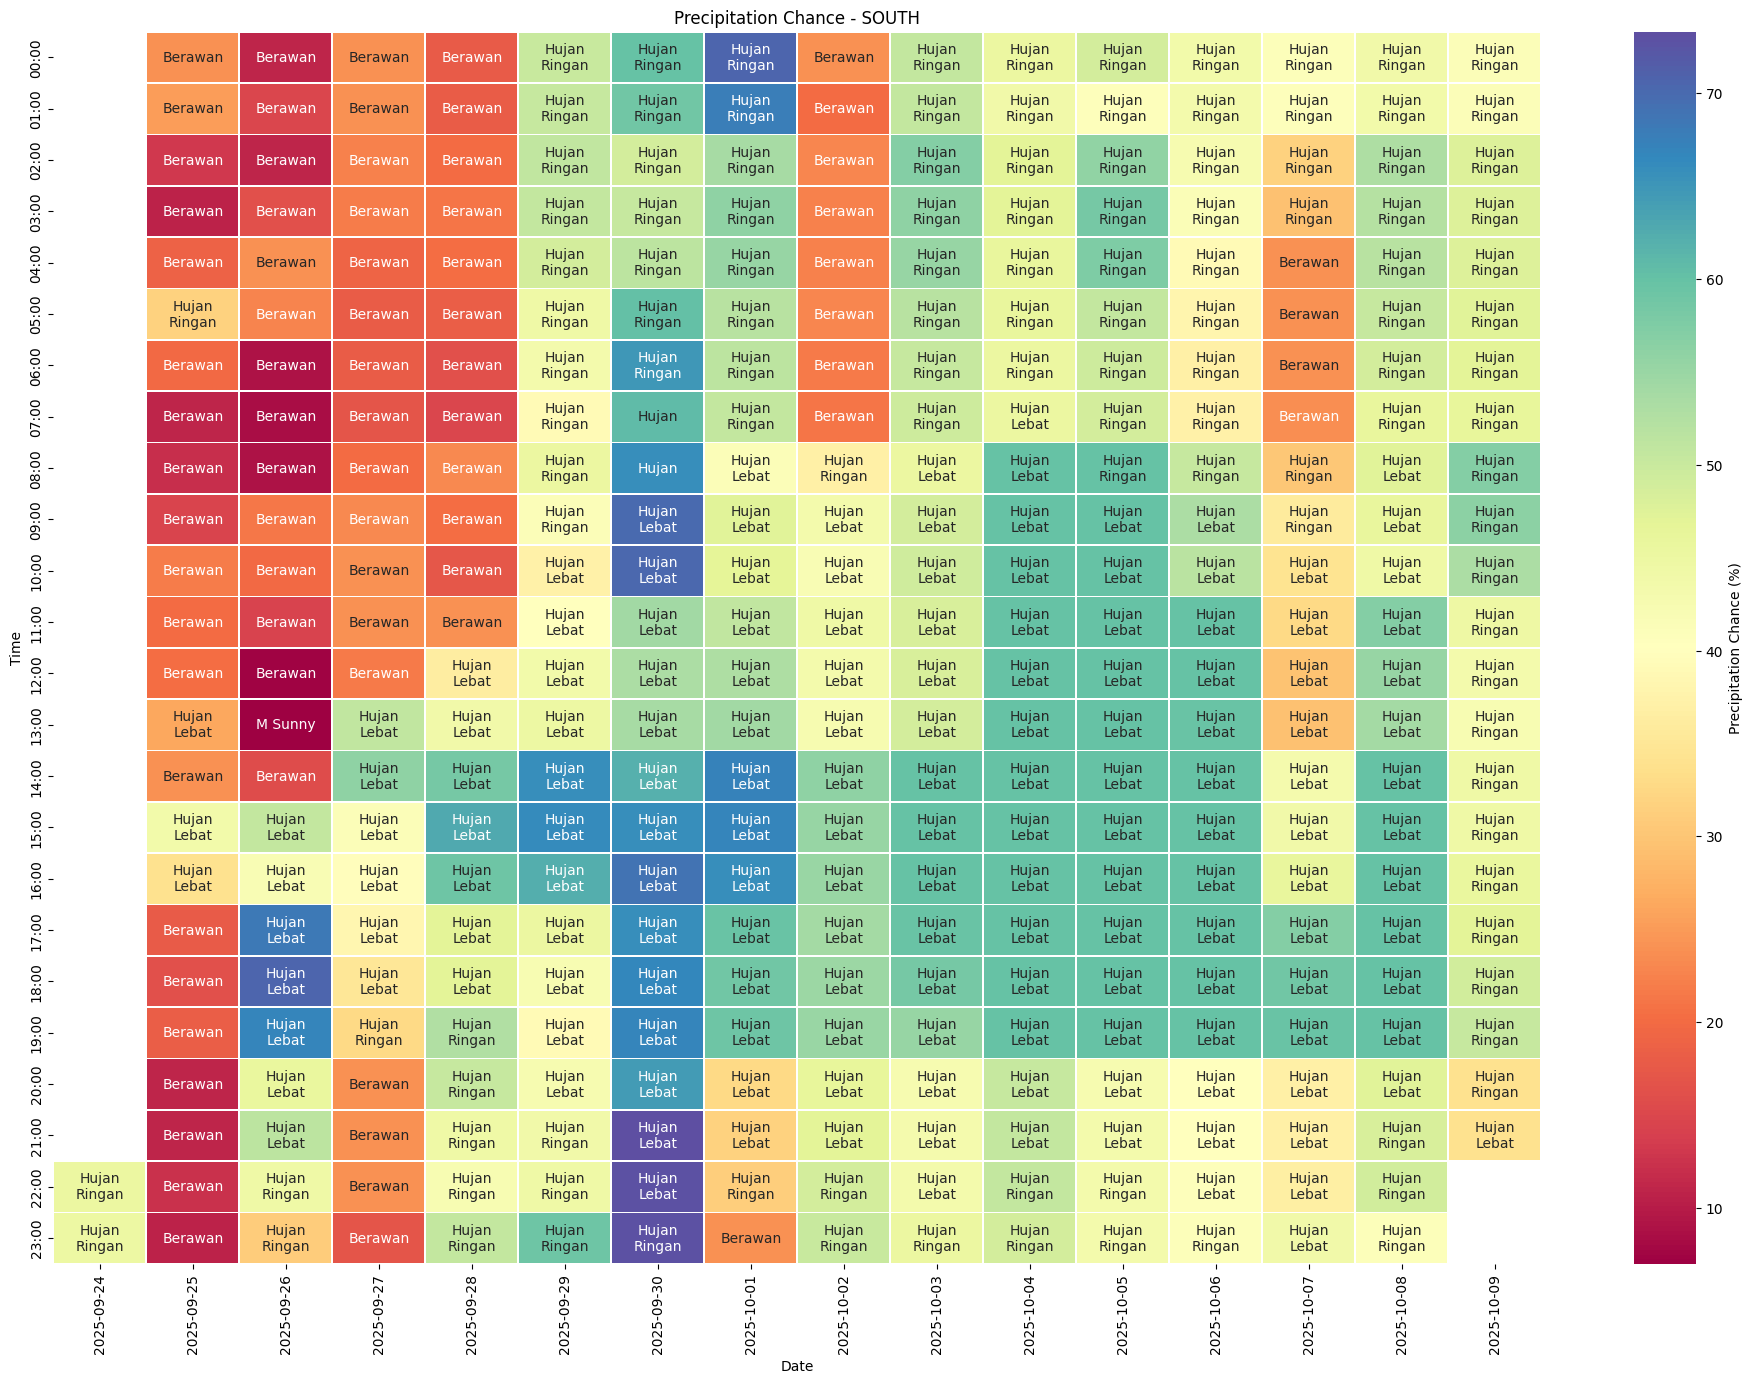 Precipitation Chance - SOUTH
00:00 Berawan Berawan Berawan Berawan Hujan Ringan Hujan Ringan Hujan Ringan Berawan Hujan Ringan Hujan Ringan Hujan Ringan Hujan Ringan Hujan Ringan Hujan Ringan Hujan Ringan
01:00 Berawan Berawan Berawan Berawan Hujan Ringan Hujan Ringan Hujan Ringan Berawan Hujan Ringan Hujan Ringan Hujan Ringan Hujan Ringan Hujan Ringan Hujan Ringan Hujan Ringan
02:00 Berawan Berawan Berawan Berawan Hujan Ringan Hujan Ringan Hujan Ringan Berawan Hujan Ringan Hujan Ringan Hujan Ringan Hujan Ringan Hujan Ringan Hujan Ringan Hujan Ringan
03:00 Berawan Berawan Berawan Berawan Hujan Ringan Hujan Ringan Hujan Ringan Berawan Hujan Ringan Hujan Ringan Hujan Ringan Hujan Ringan Hujan Ringan Hujan Ringan Hujan Ringan
04:00 Berawan Berawan Berawan Berawan Hujan Ringan Hujan Ringan Hujan Ringan Berawan Hujan Ringan Hujan Ringan Hujan Ringan Hujan Ringan Berawan Hujan Ringan Hujan Ringan
05:00 Hujan Ringan Berawan Berawan Berawan Hujan Ringan Hujan Ringan Hujan Ringan Berawan Hujan Ringan Hujan Ringan Hujan Ringan Hujan Ringan Berawan Hujan Ringan Hujan Ringan
06:00 Berawan Berawan Berawan Berawan Hujan Ringan Hujan Ringan Hujan Ringan Berawan Hujan Ringan Hujan Ringan Hujan Ringan Hujan Ringan Berawan Hujan Ringan Hujan Ringan
07:00 Berawan Berawan Berawan Berawan Hujan Ringan Hujan Hujan Ringan Berawan Hujan Ringan Hujan Lebat Hujan Ringan Hujan Ringan Berawan Hujan Ringan Hujan Ringan
08:00 Berawan Berawan Berawan Berawan Hujan Ringan Hujan Hujan Lebat Hujan Ringan Hujan Lebat Hujan Lebat Hujan Ringan Hujan Ringan Hujan Ringan Hujan Lebat Hujan Ringan
09:00 Berawan Berawan Berawan Berawan Hujan Ringan Hujan Lebat Hujan Lebat Hujan Lebat Hujan Lebat Hujan Lebat Hujan Lebat Hujan Lebat Hujan Ringan Hujan Lebat Hujan Ringan
10:00 Berawan Berawan Berawan Berawan Hujan Lebat Hujan Lebat Hujan Lebat Hujan Lebat Hujan Lebat Hujan Lebat Hujan Lebat Hujan Lebat Hujan Lebat Hujan Lebat Hujan Ringan
11:00 Berawan Berawan Berawan Berawan Hujan Lebat Hujan Lebat Hujan Lebat Hujan Lebat Hujan Lebat Hujan Lebat Hujan Lebat Hujan Lebat Hujan Lebat Hujan Lebat Hujan Ringan
12:00 Berawan Berawan Berawan Hujan Lebat Hujan Lebat Hujan Lebat Hujan Lebat Hujan Lebat Hujan Lebat Hujan Lebat Hujan Lebat Hujan Lebat Hujan Lebat Hujan Lebat Hujan Ringan
13:00 Hujan Lebat M Sunny Hujan Lebat Hujan Lebat Hujan Lebat Hujan Lebat Hujan Lebat Hujan Lebat Hujan Lebat Hujan Lebat Hujan Lebat Hujan Lebat Hujan Lebat Hujan Lebat Hujan Ringan
14:00 Berawan Berawan Hujan Lebat Hujan Lebat Hujan Lebat Hujan Lebat Hujan Lebat Hujan Lebat Hujan Lebat Hujan Lebat Hujan Lebat Hujan Lebat Hujan Lebat Hujan Lebat Hujan Ringan
15:00 Hujan Lebat Hujan Lebat Hujan Lebat Hujan Lebat Hujan Lebat Hujan Lebat Hujan Lebat Hujan Lebat Hujan Lebat Hujan Lebat Hujan Lebat Hujan Lebat Hujan Lebat Hujan Lebat Hujan Ringan
16:00 Hujan Lebat Hujan Lebat Hujan Lebat Hujan Lebat Hujan Lebat Hujan Lebat Hujan Lebat Hujan Lebat Hujan Lebat Hujan Lebat Hujan Lebat Hujan Lebat Hujan Lebat Hujan Lebat Hujan Ringan
17:00 Berawan Hujan Lebat Hujan Lebat Hujan Lebat Hujan Lebat Hujan Lebat Hujan Lebat Hujan Lebat Hujan Lebat Hujan Lebat Hujan Lebat Hujan Lebat Hujan Lebat Hujan Lebat Hujan Ringan
18:00 Berawan Hujan Lebat Hujan Lebat Hujan Lebat Hujan Lebat Hujan Lebat Hujan Lebat Hujan Lebat Hujan Lebat Hujan Lebat Hujan Lebat Hujan Lebat Hujan Lebat Hujan Lebat Hujan Ringan
19:00 Berawan Hujan Lebat Hujan Ringan Hujan Ringan Hujan Lebat Hujan Lebat Hujan Lebat Hujan Lebat Hujan Lebat Hujan Lebat Hujan Lebat Hujan Lebat Hujan Lebat Hujan Lebat Hujan Ringan
20:00 Berawan Hujan Lebat Berawan Hujan Ringan Hujan Lebat Hujan Lebat Hujan Lebat Hujan Lebat Hujan Lebat Hujan Lebat Hujan Lebat Hujan Lebat Hujan Lebat Hujan Lebat Hujan Ringan
21:00 Berawan Hujan Lebat Berawan Hujan Ringan Hujan Ringan Hujan Lebat Hujan Lebat Hujan Lebat Hujan Lebat Hujan Lebat Hujan Lebat Hujan Lebat Hujan Lebat Hujan Ringan Hujan Lebat
22:00 Hujan Ringan Berawan Hujan Ringan Berawan Hujan Ringan Hujan Ringan Hujan Lebat Hujan Ringan Hujan Ringan Hujan Lebat Hujan Ringan Hujan Ringan Hujan Lebat Hujan Lebat Hujan Ringan
23:00 Hujan Ringan Berawan Hujan Ringan Berawan Hujan Ringan Hujan Ringan Hujan Ringan Berawan Hujan Ringan Hujan Ringan Hujan Ringan Hujan Ringan Hujan Ringan Hujan Lebat Hujan Ringan
Time
2025-09-24 2025-09-25 2025-09-26 2025-09-27 2025-09-28 2025-09-29 2025-09-30 2025-10-01 2025-10-02 2025-10-03 2025-10-04 2025-10-05 2025-10-06 2025-10-07 2025-10-08 2025-10-09
Date
70
60
50
40
30
20
10
Precipitation Chance (%)